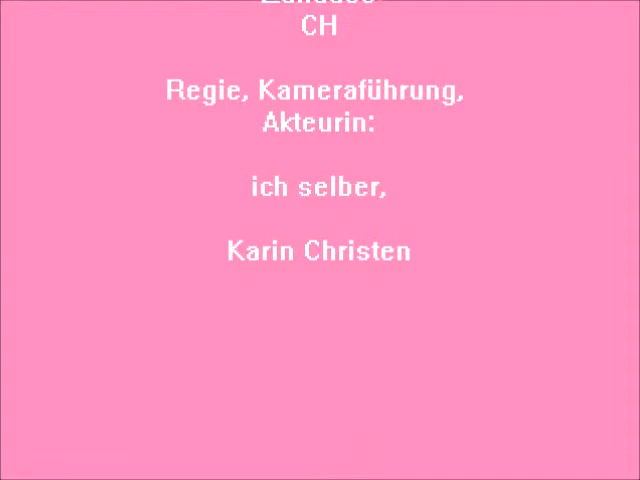 CH
Regie, Kameraführung,
Akteurin:
ich selber,
Karin Christen